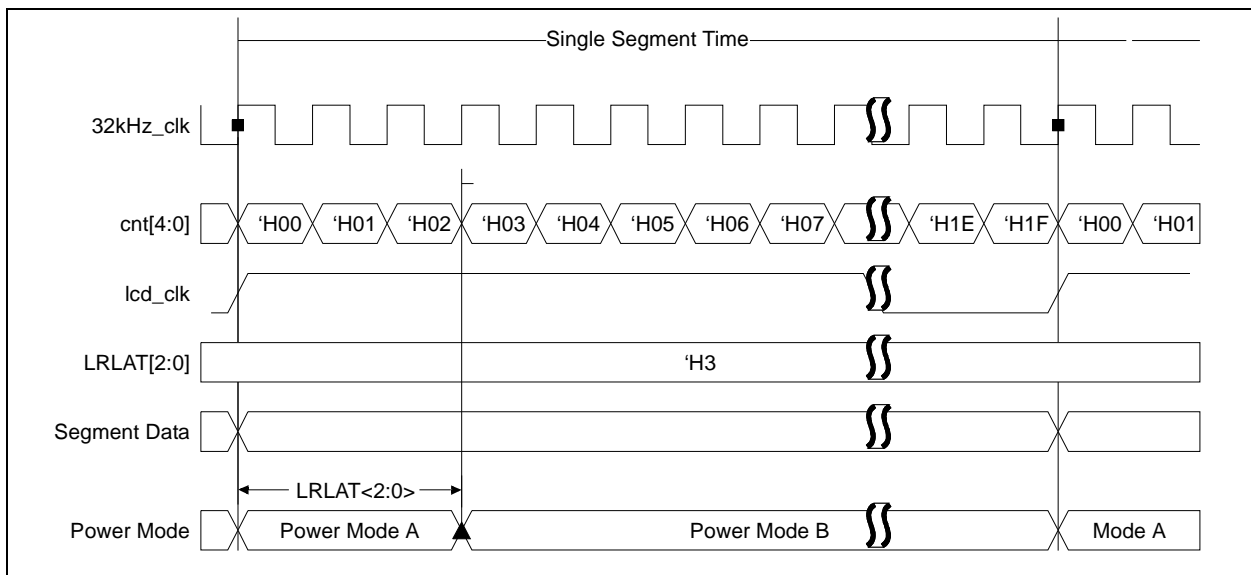 Single Segment Time
32kHz_clk
cnt[4:0] ‘H00 ‘H01 ‘H02 ‘H03 ‘H04 ‘H05 ‘H06 ‘H07 ‘H1E ‘H1F ‘H00 ‘H01
lcd_clk
LRLAT[2:0] ‘H3
Segment Data
LRLAT<2:0>
Power Mode Power Mode A Power Mode B Mode A